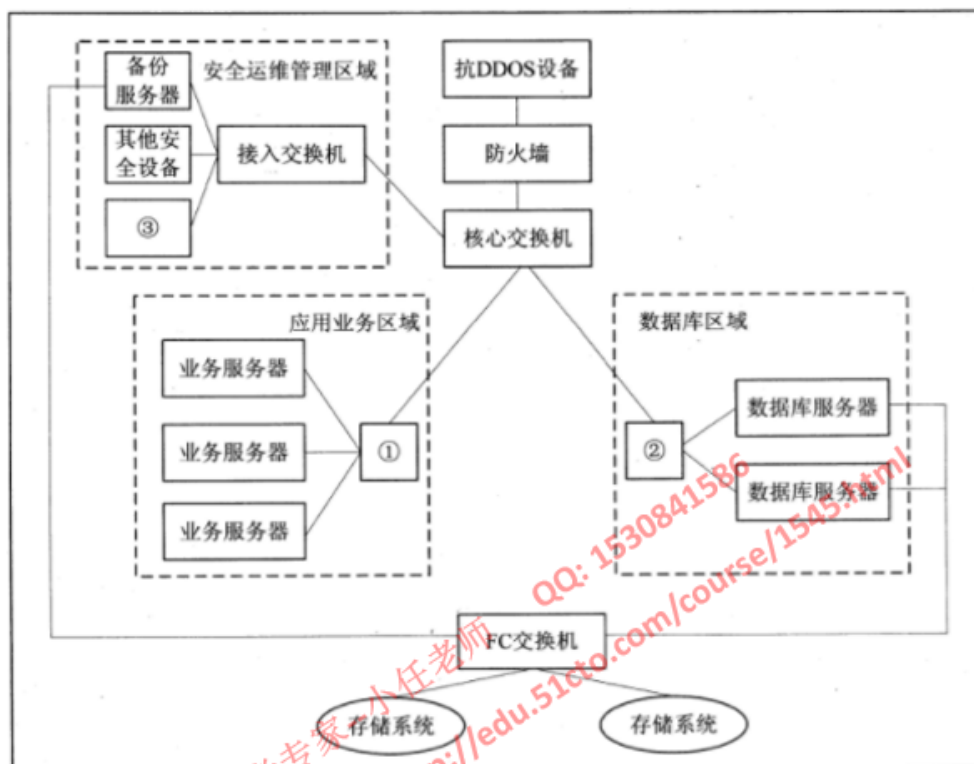 备份
服务器
安全运维管理区域
抗DDOS设备
其他安
全设备
接入交换机
防火墙
③
核心交换机
应用业务区域
数据库区域
业务服务器
数据库服务器
业务服务器
①
②
数据库服务器
业务服务器
QQ: 1530841586
FC交换机
专家-小任老师
p://edu.51cto.com/course/1545.html
存储系统
存储系统